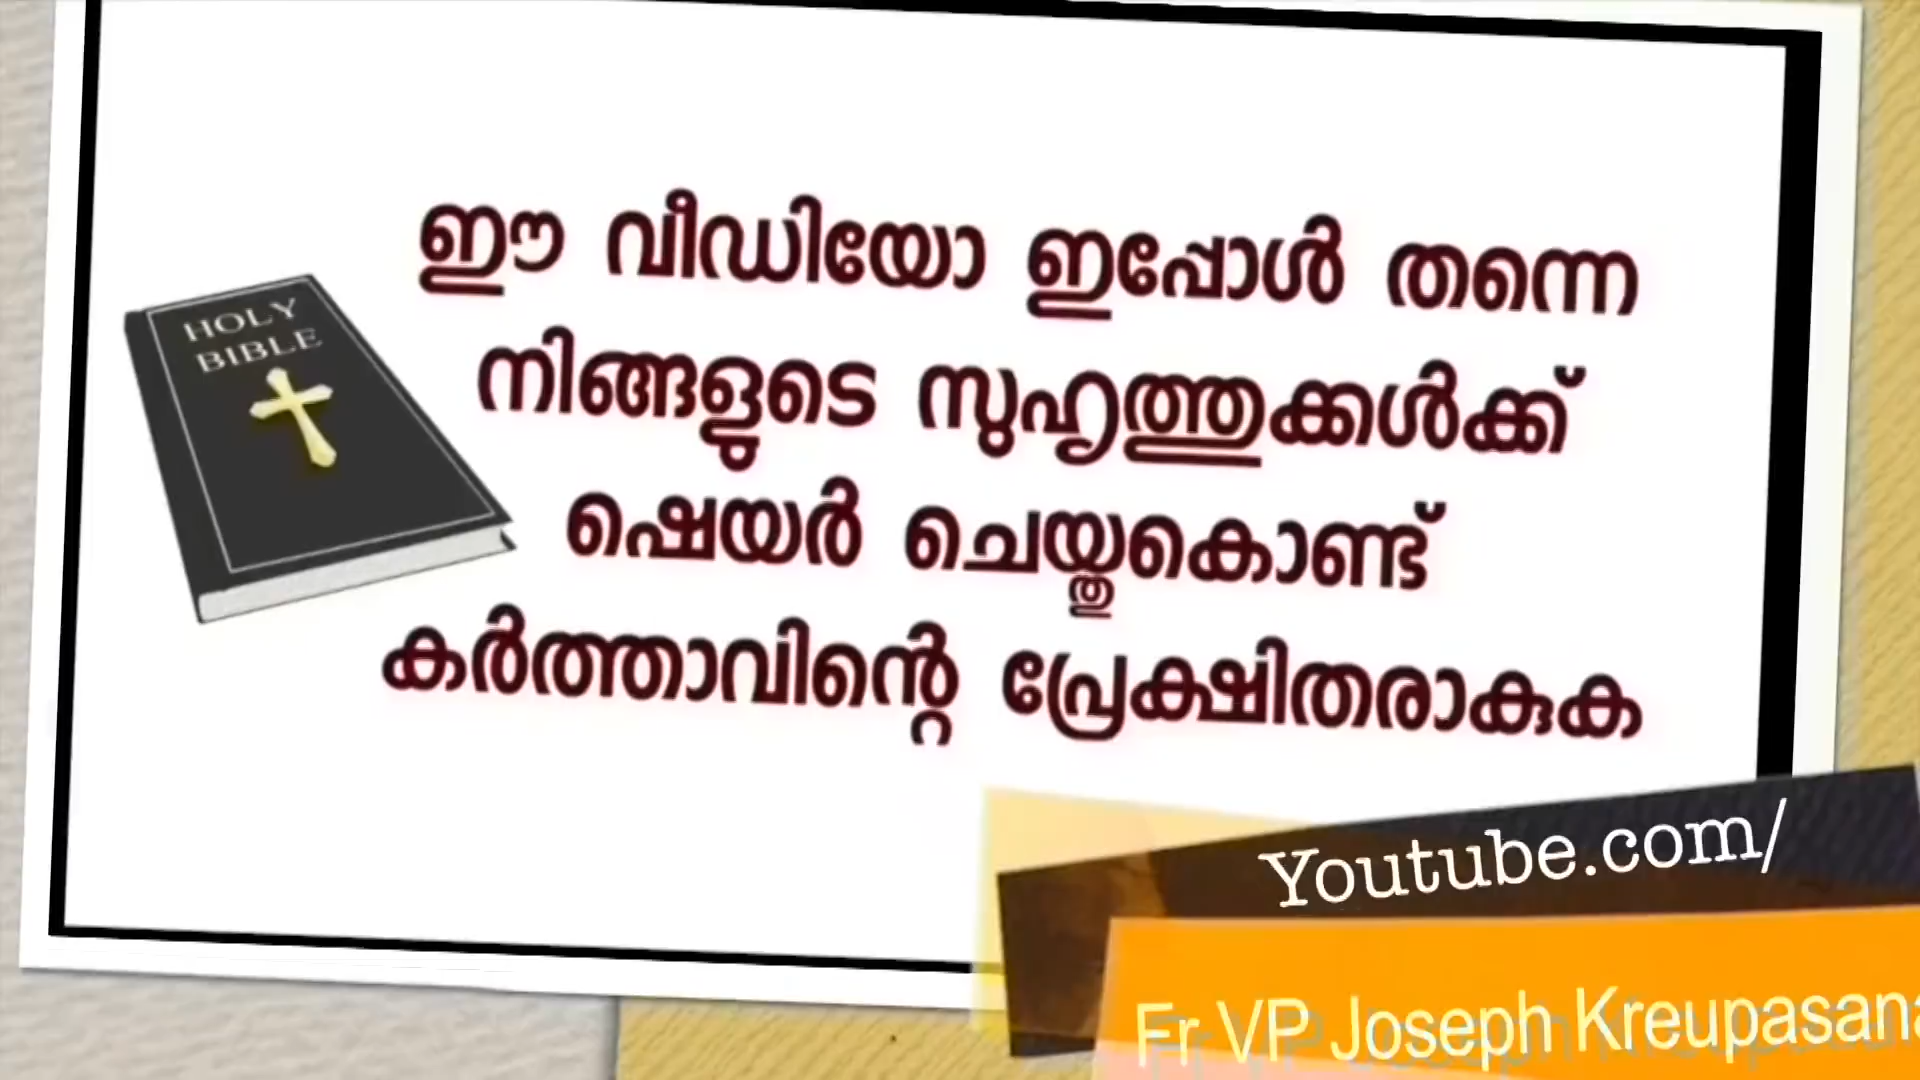 HOLY
BIBLE
ഈ വീഡിയോ ഇപ്പോൾ തന്നെ
നിങ്ങളുടെ സുഹൃത്തുക്കൾക്ക്
ഷെയർ ചെയ്തുകൊണ്ട്
കർത്താവിന്റെ പ്രേക്ഷിതരാകുക
Youtube.com/
Fr VP Joseph Kreupasana